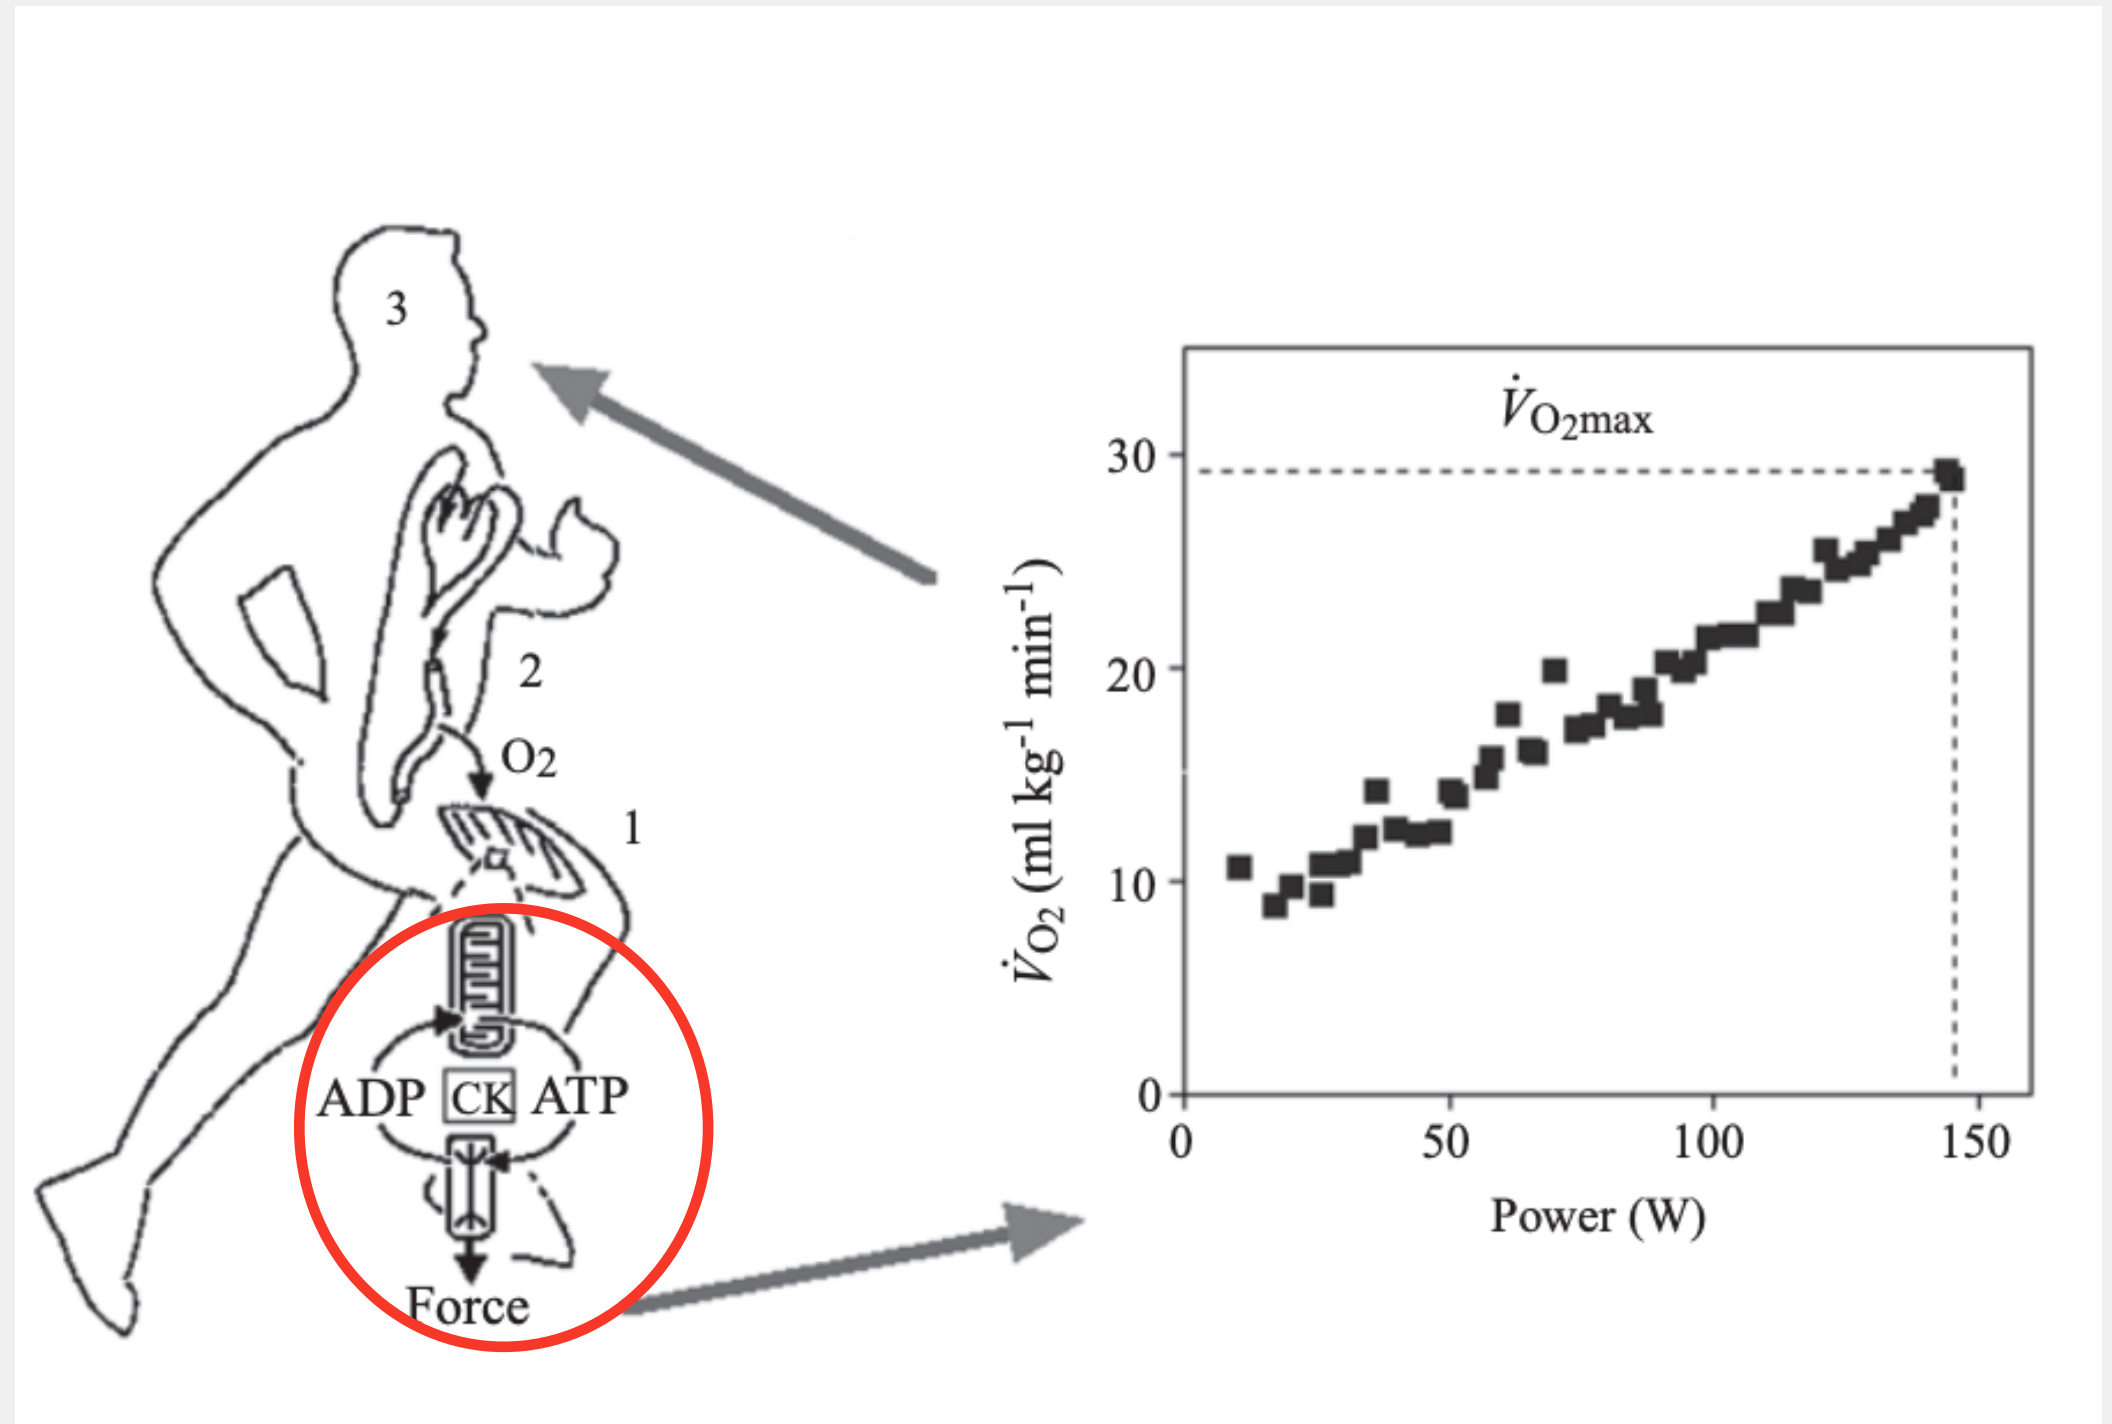 3
2
O2
1
ADP CK ATP
Force
V̇O2max
30
20
10
0
0 50 100 150
V̇O2 (ml kg-1 min-1)
Power (W)